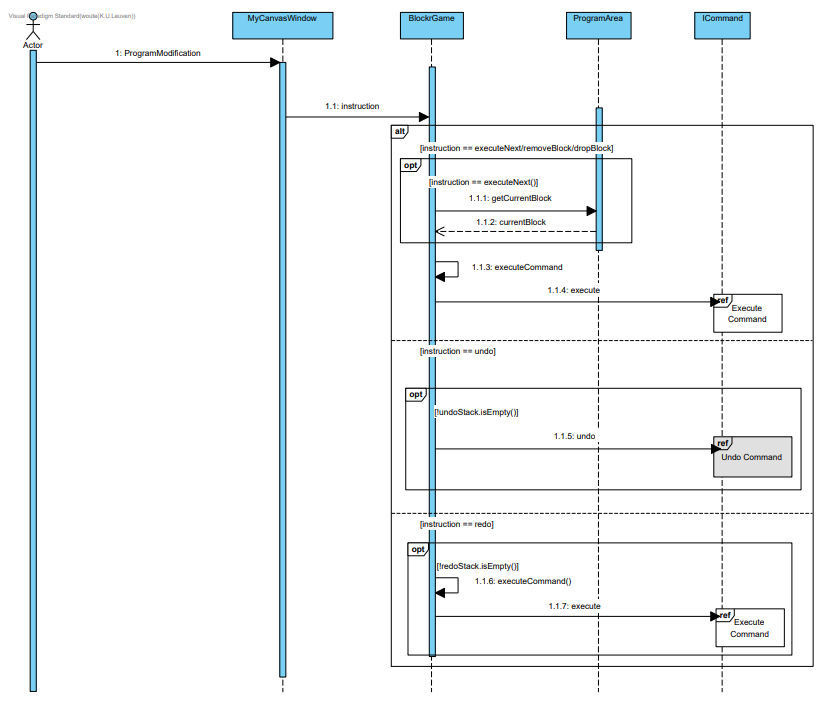 Visual Paradigm Standard(woute(K.U.Leuven))
Actor
MyCanvasWindow
BlockrGame
ProgramArea
ICommand
1: ProgramModification
1.1: instruction
alt
[instruction == executeNext/removeBlock/dropBlock]
opt
[instruction == executeNext()]
1.1.1: getCurrentBlock
1.1.2: currentBlock
1.1.3: executeCommand
1.1.4: execute
ref
Execute
Command
[instruction == undo]
opt
[!undoStack.isEmpty()]
1.1.5: undo
ref
Undo Command
[instruction == redo]
opt
[!redoStack.isEmpty()]
1.1.6: executeCommand()
1.1.7: execute
ref
Execute
Command